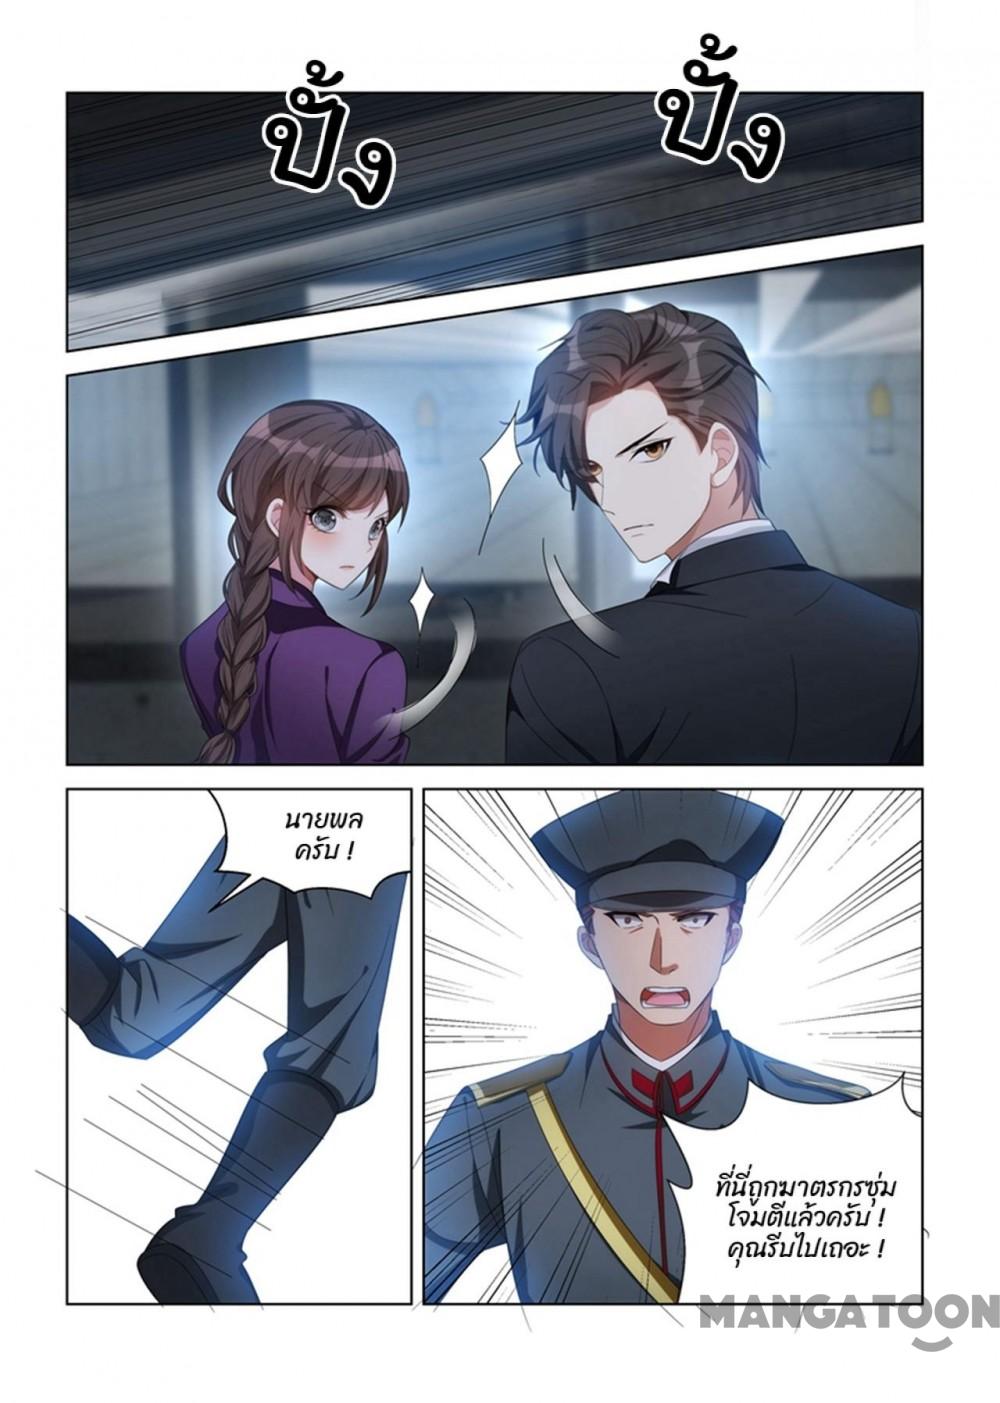 ปั้ง
ปั้ง
นายพล
ครับ !
ที่นี่ถูกฆาตรกรซุ่ม
โจมตีแล้วครับ !
คุณรีบไปเถอะ !
MANGATOON